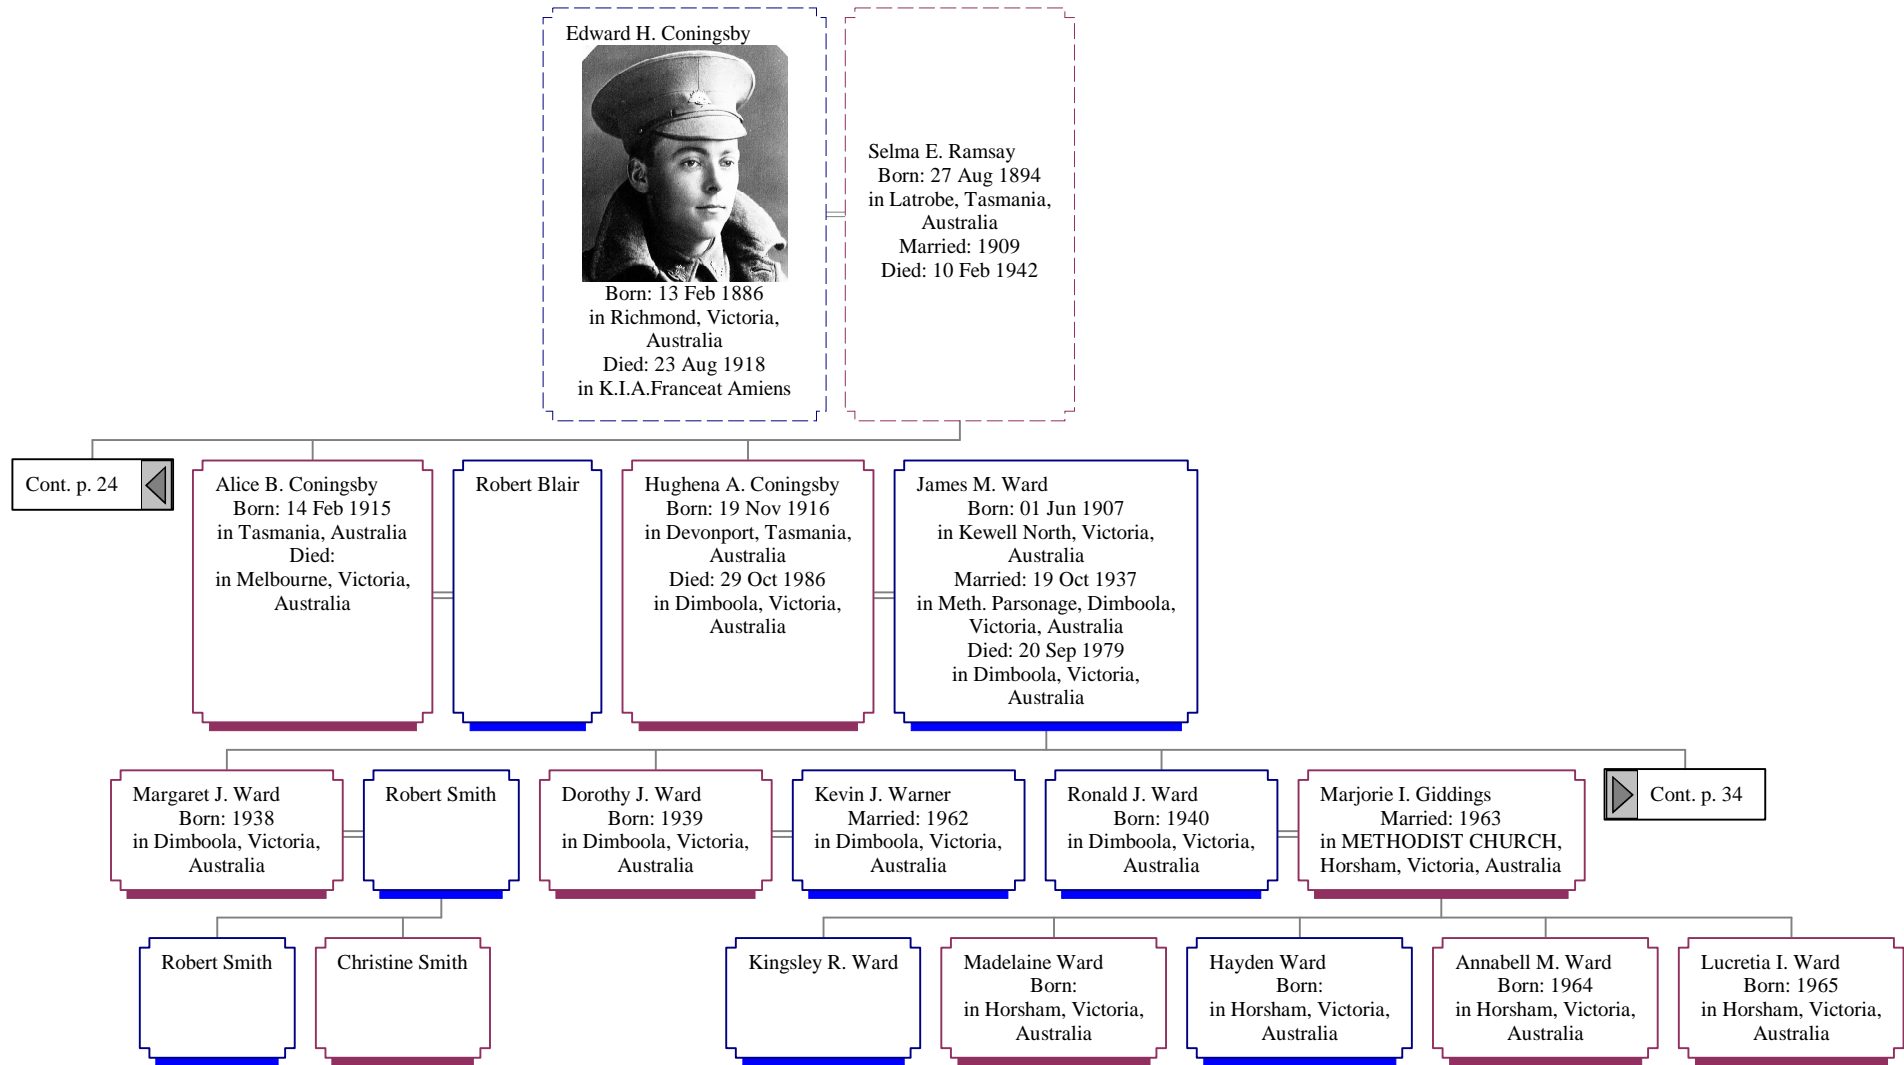 Edward H. Coningsby
Born: 13 Feb 1886
in Richmond, Victoria,
Australia
Died: 23 Aug 1918
in K.I.A.Franceat Amiens
Selma E. Ramsay
Born: 27 Aug 1894
in Latrobe, Tasmania,
Australia
Married: 1909
Died: 10 Feb 1942
Cont. p. 24
Alice B. Coningsby
Born: 14 Feb 1915
in Tasmania, Australia
Died:
in Melbourne, Victoria,
Australia
Robert Blair
Hughena A. Coningsby
Born: 19 Nov 1916
in Devonport, Tasmania,
Australia
Died: 29 Oct 1986
in Dimboola, Victoria,
Australia
James M. Ward
Born: 01 Jun 1907
in Kewell North, Victoria,
Australia
Married: 19 Oct 1937
in Meth. Parsonage, Dimboola,
Victoria, Australia
Died: 20 Sep 1979
in Dimboola, Victoria,
Australia
Margaret J. Ward
Born: 1938
in Dimboola, Victoria,
Australia
Robert Smith
Dorothy J. Ward
Born: 1939
in Dimboola, Victoria,
Australia
Kevin J. Warner
Married: 1962
in Dimboola, Victoria,
Australia
Ronald J. Ward
Born: 1940
in Dimboola, Victoria,
Australia
Marjorie I. Giddings
Married: 1963
in METHODIST CHURCH,
Horsham, Victoria, Australia
Cont. p. 34
Robert Smith
Christine Smith
Kingsley R. Ward
Madelaine Ward
Born:
in Horsham, Victoria,
Australia
Hayden Ward
Born:
in Horsham, Victoria,
Australia
Annabell M. Ward
Born: 1964
in Horsham, Victoria,
Australia
Lucretia I. Ward
Born: 1965
in Horsham, Victoria,
Australia